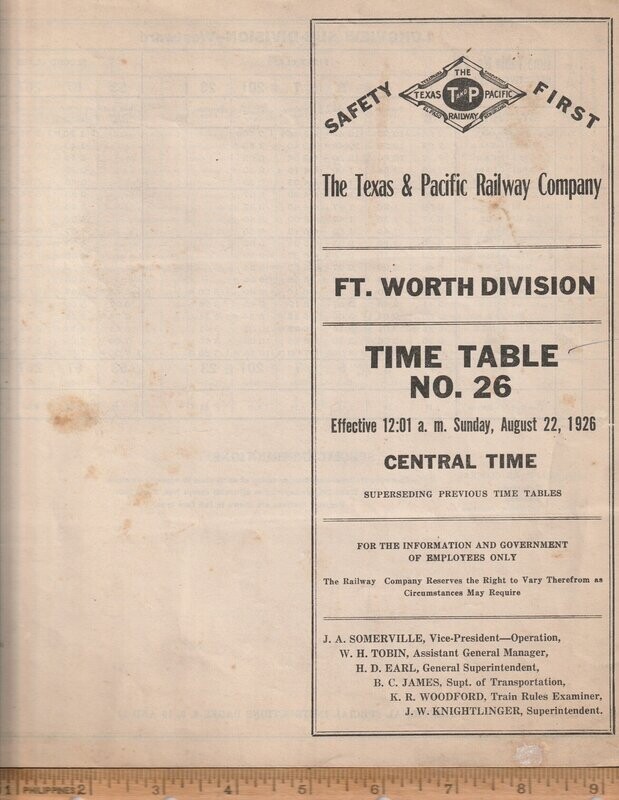 SAFETY FIRST
THE
TEXAS T AND P PACIFIC
RAILWAY
The Texas & Pacific Railway Company
FT. WORTH DIVISION
TIME TABLE
NO. 26
Effective 12:01 a. m. Sunday, August 22, 1926
CENTRAL TIME
SUPERSEDING PREVIOUS TIME TABLES
FOR THE INFORMATION AND GOVERNMENT
OF EMPLOYEES ONLY
The Railway Company Reserves the Right to Vary Therefrom as
Circumstances May Require
J. A. SOMERVILLE, Vice-President—Operation,
W. H. TOBIN, Assistant General Manager,
H. D. EARL, General Superintendent,
B. C. JAMES, Supt. of Transportation,
K. R. WOODFORD, Train Rules Examiner,
J. W. KNIGHTLINGER, Superintendent.
1 PHILIPPINES 2 3 4 5 6 7 8 9